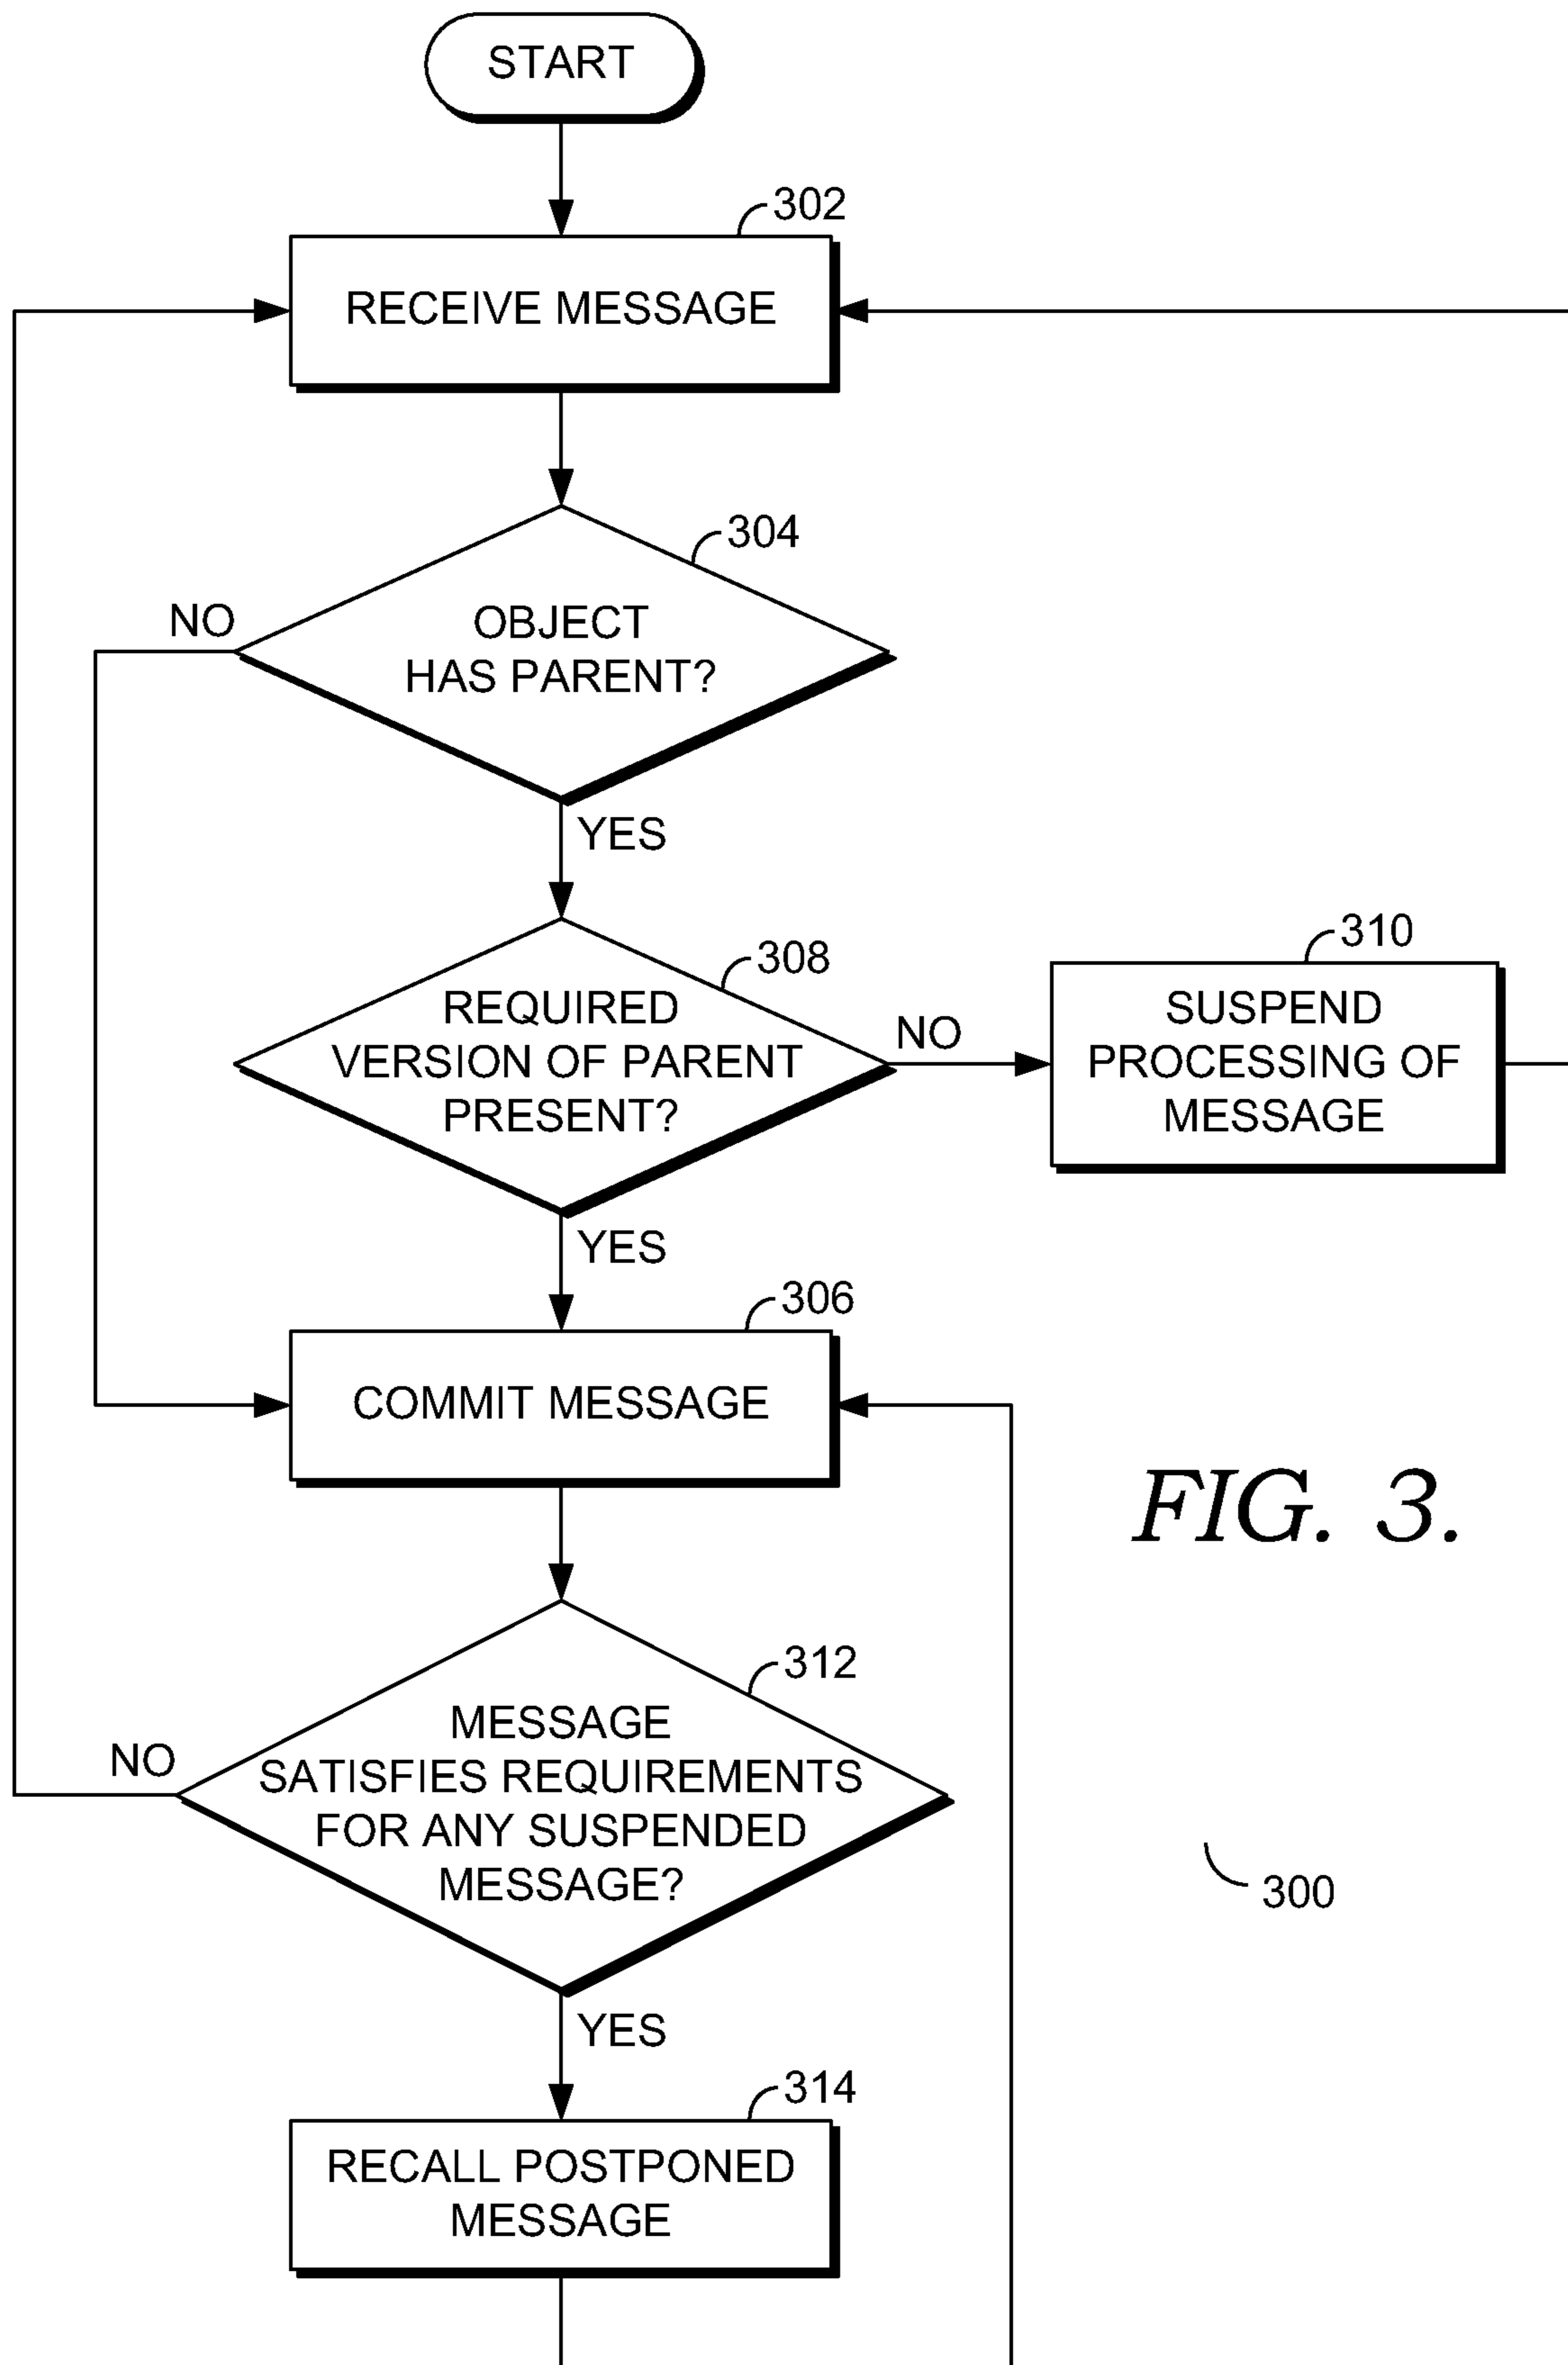 START
302
RECEIVE MESSAGE
304
NO
OBJECT
HAS PARENT?
YES
308
REQUIRED
VERSION OF PARENT
PRESENT?
NO
310
SUSPEND
PROCESSING OF
MESSAGE
YES
306
COMMIT MESSAGE
FIG. 3.
312
MESSAGE
SATISFIES REQUIREMENTS
FOR ANY SUSPENDED
MESSAGE?
NO
300
YES
314
RECALL POSTPONED
MESSAGE